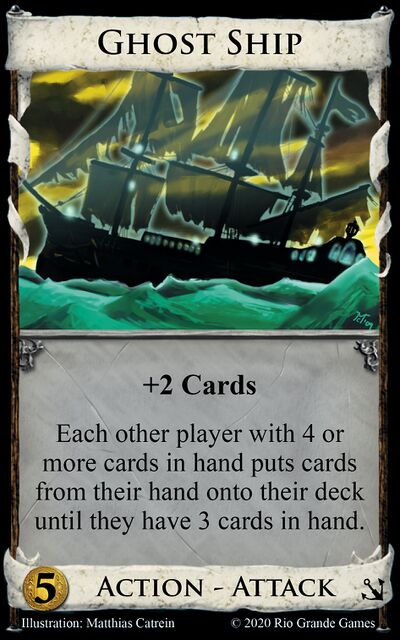 Ghost Ship
+2 Cards
Each other player with 4 or
more cards in hand puts cards
from their hand onto their deck
until they have 3 cards in hand.
5 Action - Attack
Illustration: Matthias Catrein © 2020 Rio Grande Games